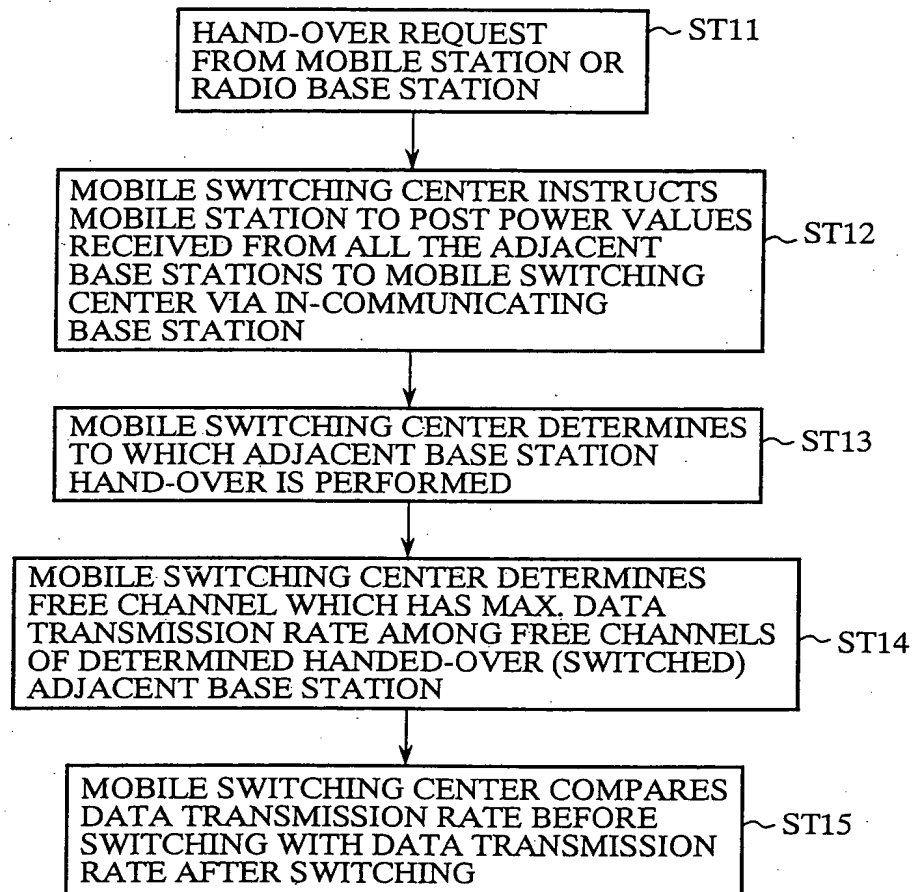 HAND-OVER REQUEST
FROM MOBILE STATION OR
RADIO BASE STATION
ST11
MOBILE SWITCHING CENTER INSTRUCTS
MOBILE STATION TO POST POWER VALUES
RECEIVED FROM ALL THE ADJACENT
BASE STATIONS TO MOBILE SWITCHING
CENTER VIA IN-COMMUNICATING
BASE STATION
ST12
MOBILE SWITCHING CENTER DETERMINES
TO WHICH ADJACENT BASE STATION
HAND-OVER IS PERFORMED
ST13
MOBILE SWITCHING CENTER DETERMINES
FREE CHANNEL WHICH HAS MAX. DATA
TRANSMISSION RATE AMONG FREE CHANNELS
OF DETERMINED HANDED-OVER (SWITCHED)
ADJACENT BASE STATION
ST14
MOBILE SWITCHING CENTER COMPARES
DATA TRANSMISSION RATE BEFORE
SWITCHING WITH DATA TRANSMISSION
RATE AFTER SWITCHING
ST15